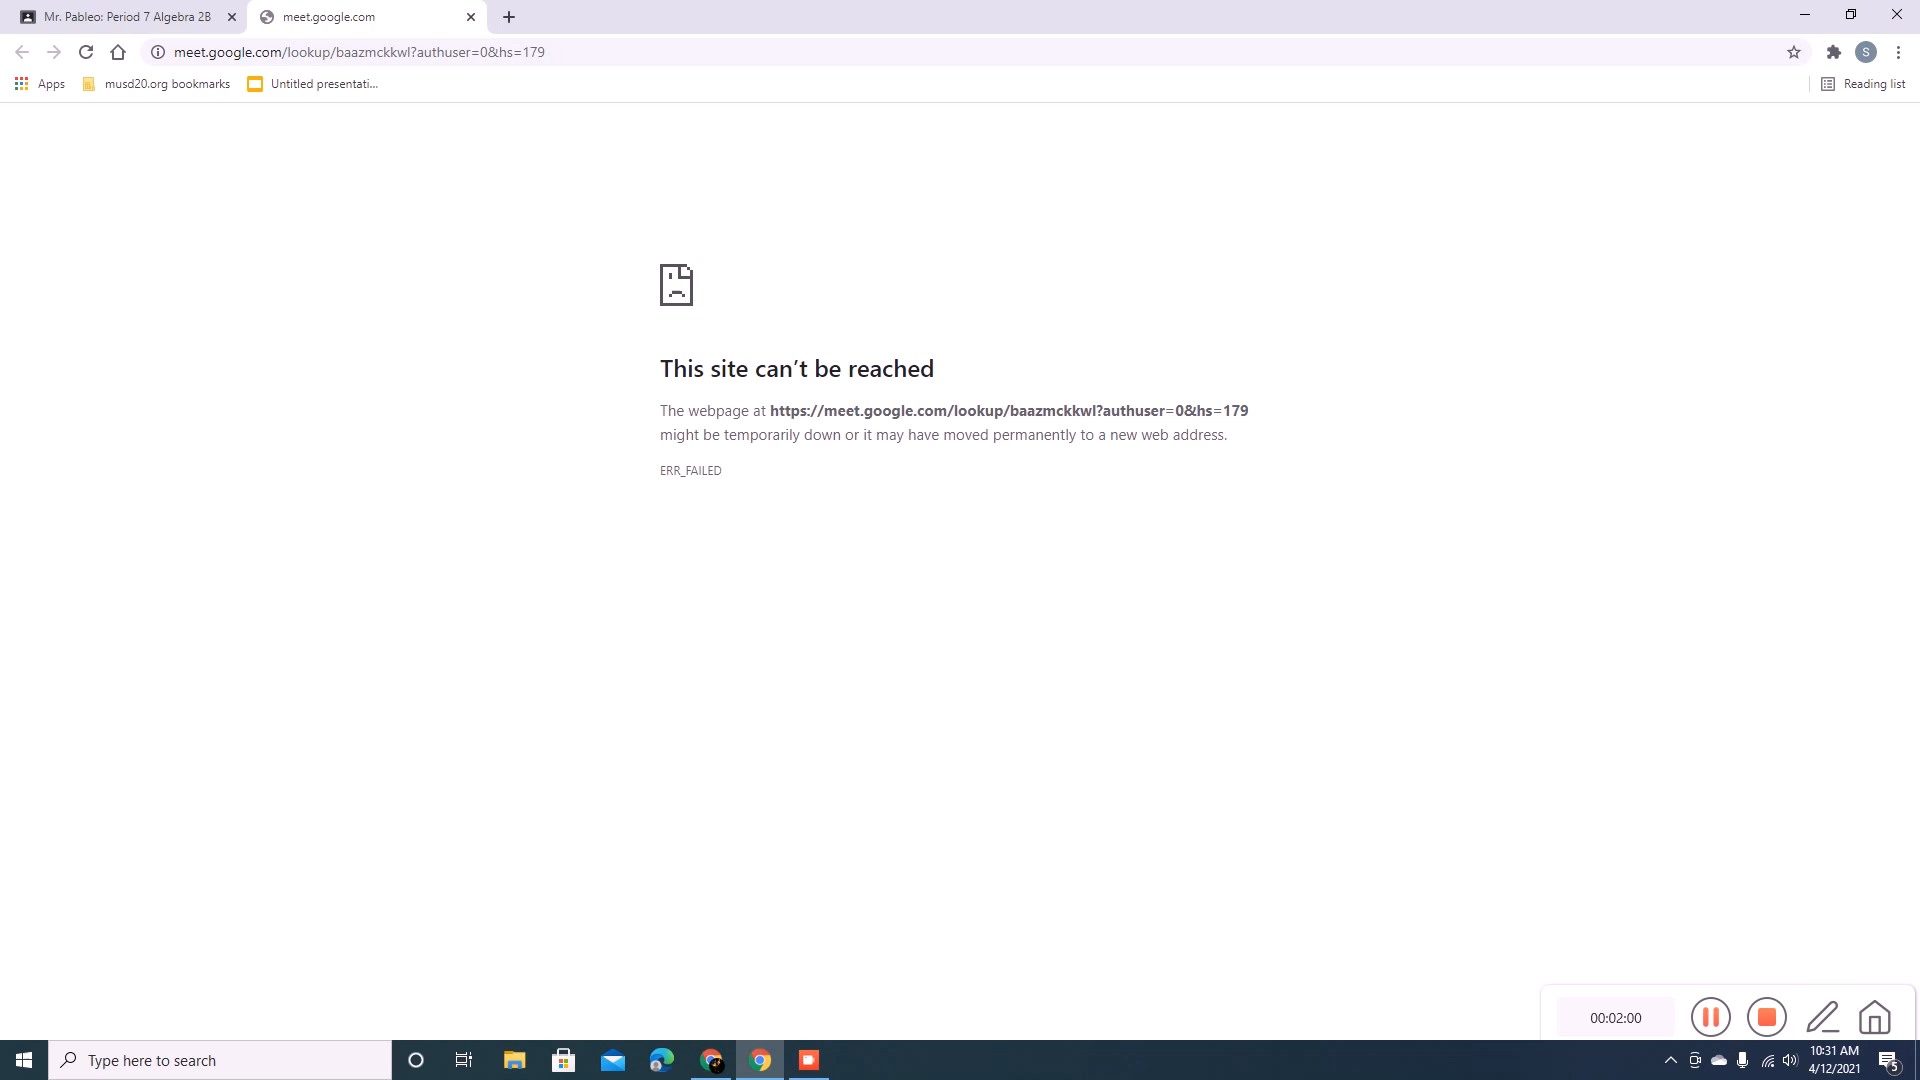 Mr. Pableo: Period 7 Algebra 2B
meet.google.com
meet.google.com/lookup/baazmckkwl?authuser=0&hs=179
S
Apps
musd20.org bookmarks
Untitled presentati...
Reading list
This site can't be reached
The webpage at https://meet.google.com/lookup/baazmckkwl?authuser=0&hs=179
might be temporarily down or it may have moved permanently to a new web address.
ERR_FAILED
00:02:00
Type here to search
10:31 AM
4/12/2021
5